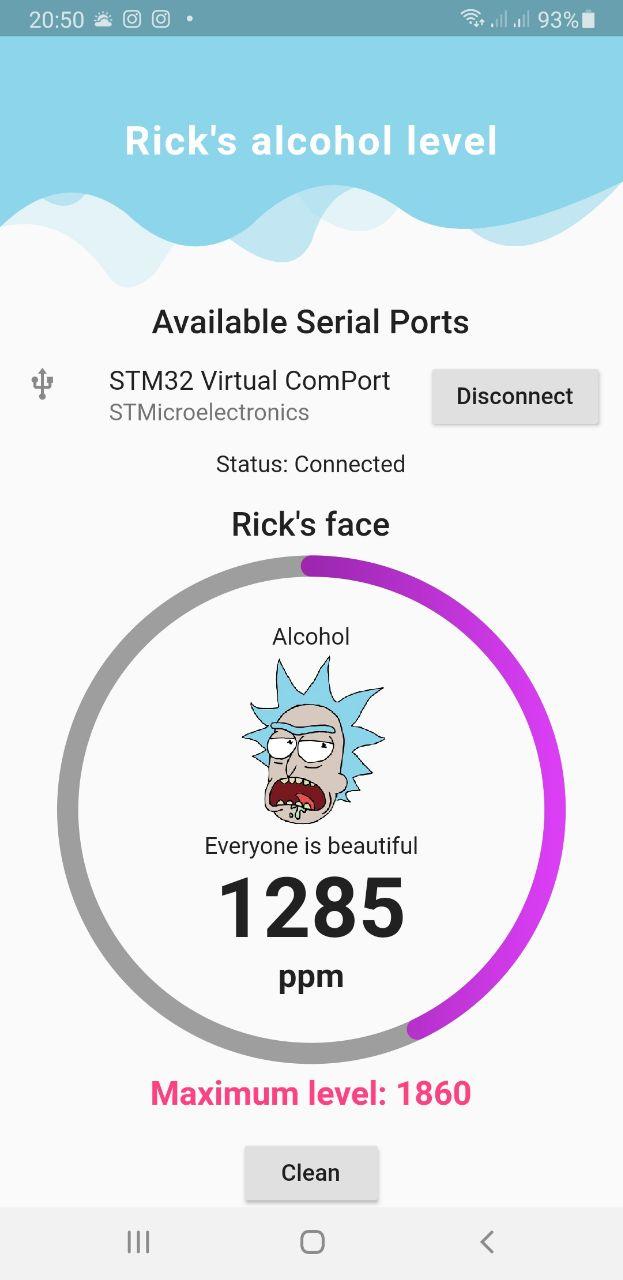 20:50 93%
Rick's alcohol level
Available Serial Ports
STM32 Virtual ComPort
STMicroelectronics
Disconnect
Status: Connected
Rick's face
Alcohol
Everyone is beautiful
1285
ppm
Maximum level: 1860
Clean